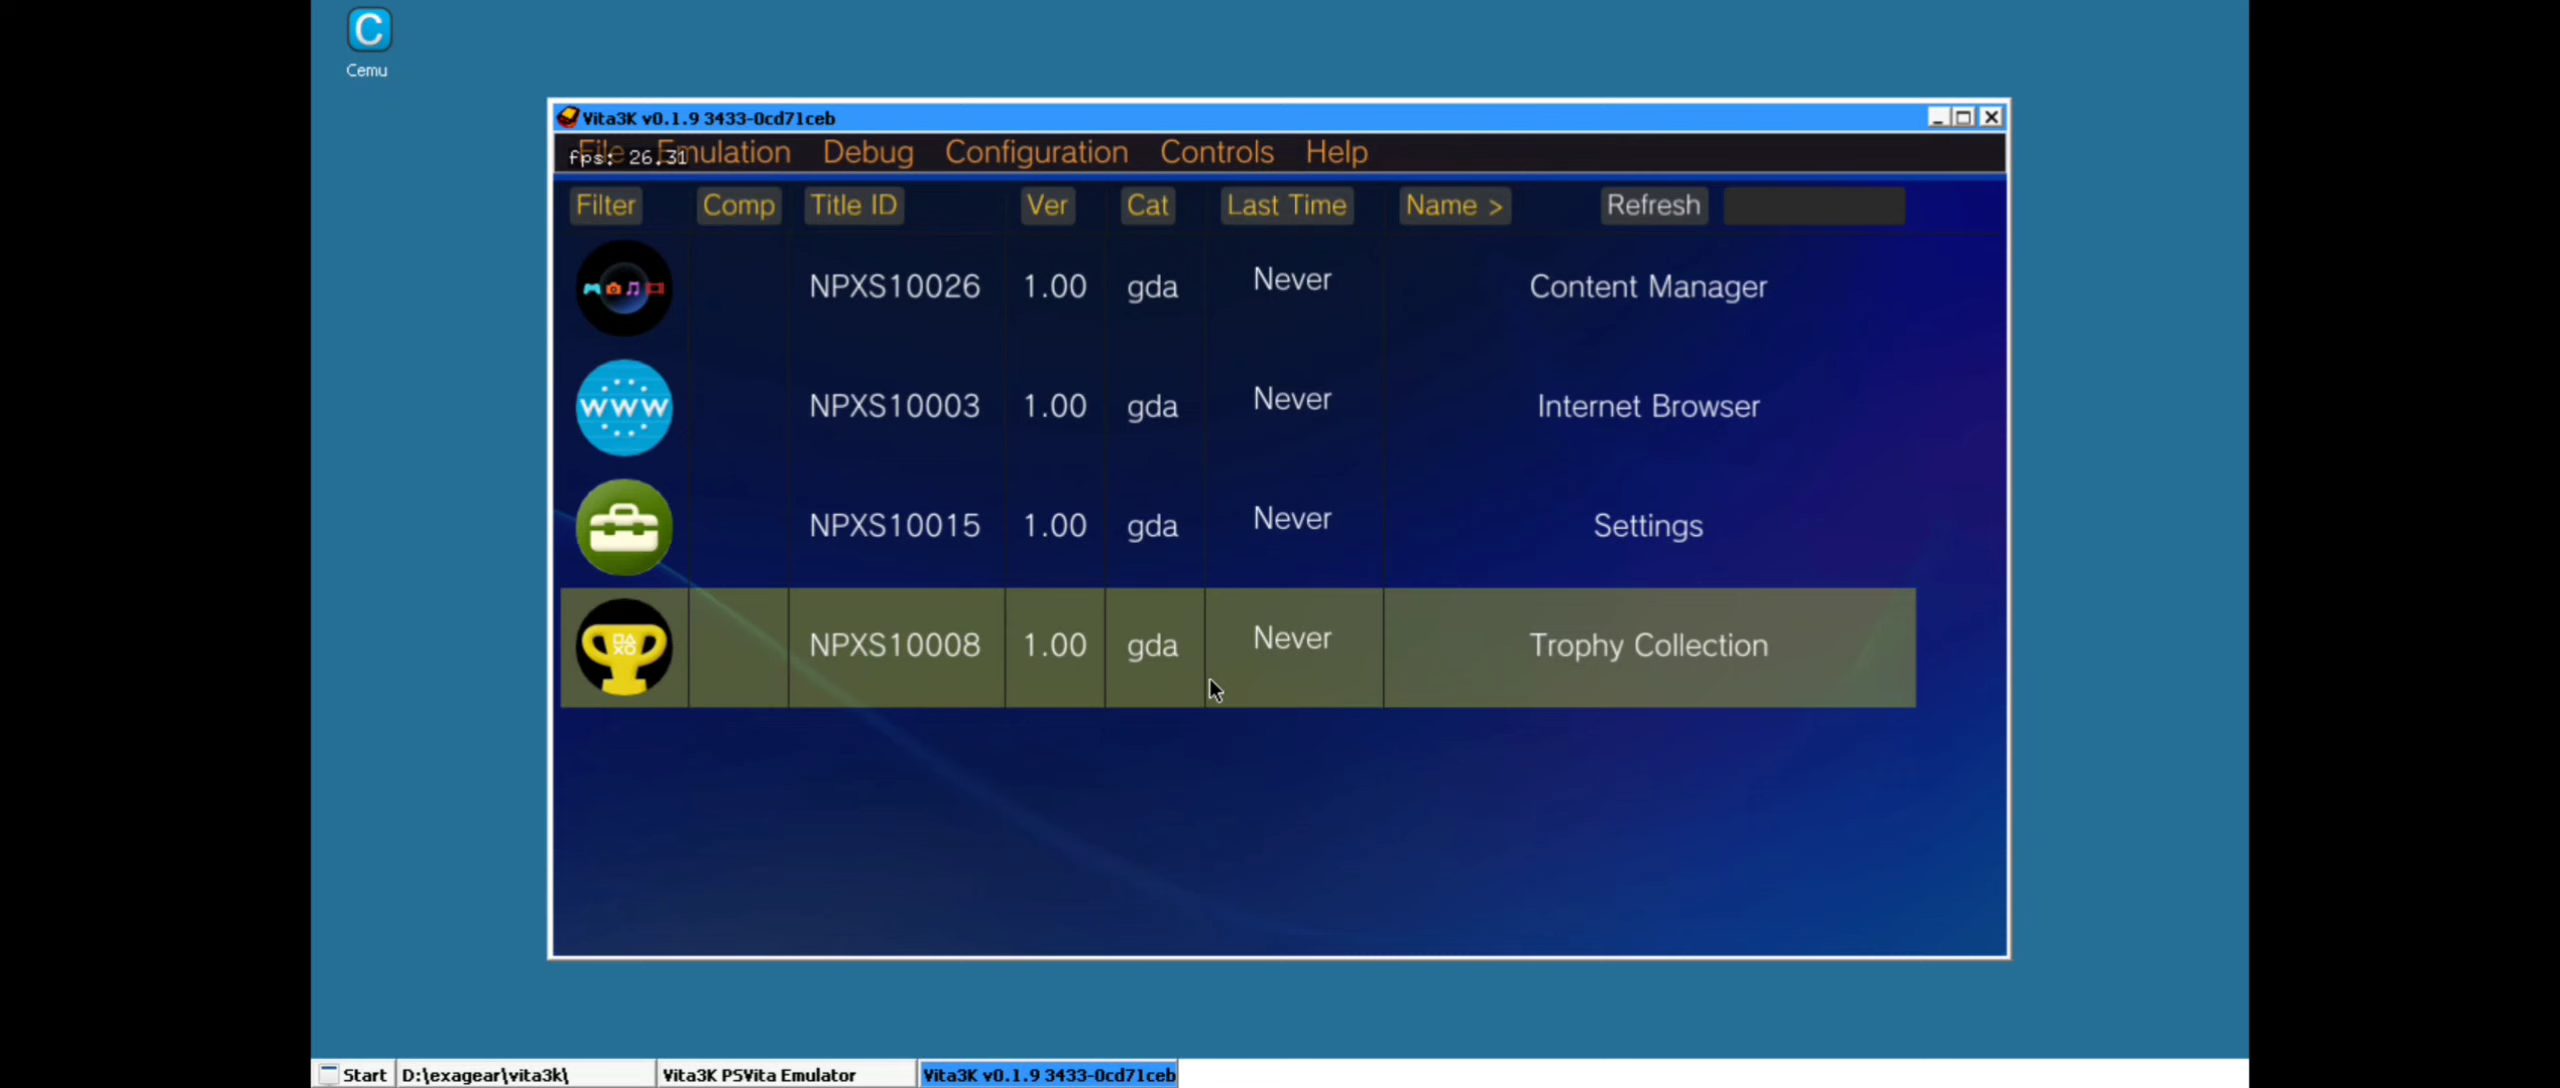 C
Cemu
Vita3K v0.1.9 3433-0cd71ceb
File Emulation Debug Configuration Controls Help
fps: 26.31
Filter Comp Title ID Ver Cat Last Time Name > Refresh
NPXS10026 1.00 gda Never Content Manager
WWW NPXS10003 1.00 gda Never Internet Browser
NPXS10015 1.00 gda Never Settings
NPXS10008 1.00 gda Never Trophy Collection
Start D:\exagear\vita3k\ Vita3K PSVita Emulator Vita3K v0.1.9 3433-0cd71ceb